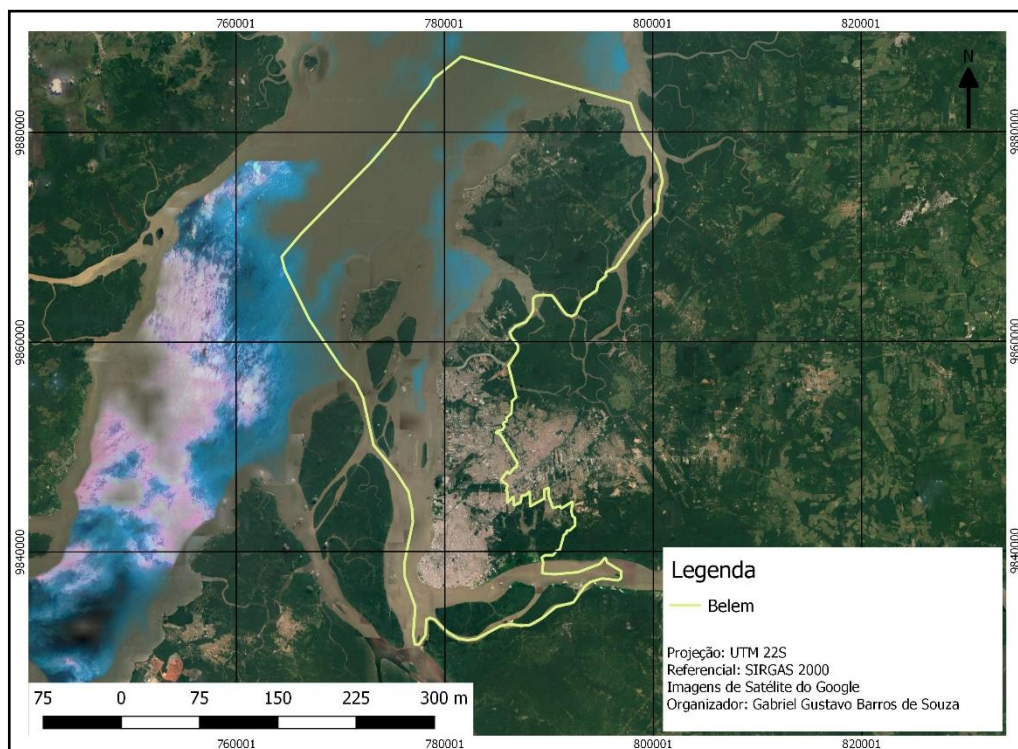 760001 780001 800001 820001
N
9880000 9880000
9860000 9860000
9840000 9840000
Legenda
Belem
Projeção: UTM 22S
Referencial: SIRGAS 2000
Imagens de Satélite do Google
Organizador: Gabriel Gustavo Barros de Souza
75 0 75 150 225 300 m
760001 780001 800001 820001